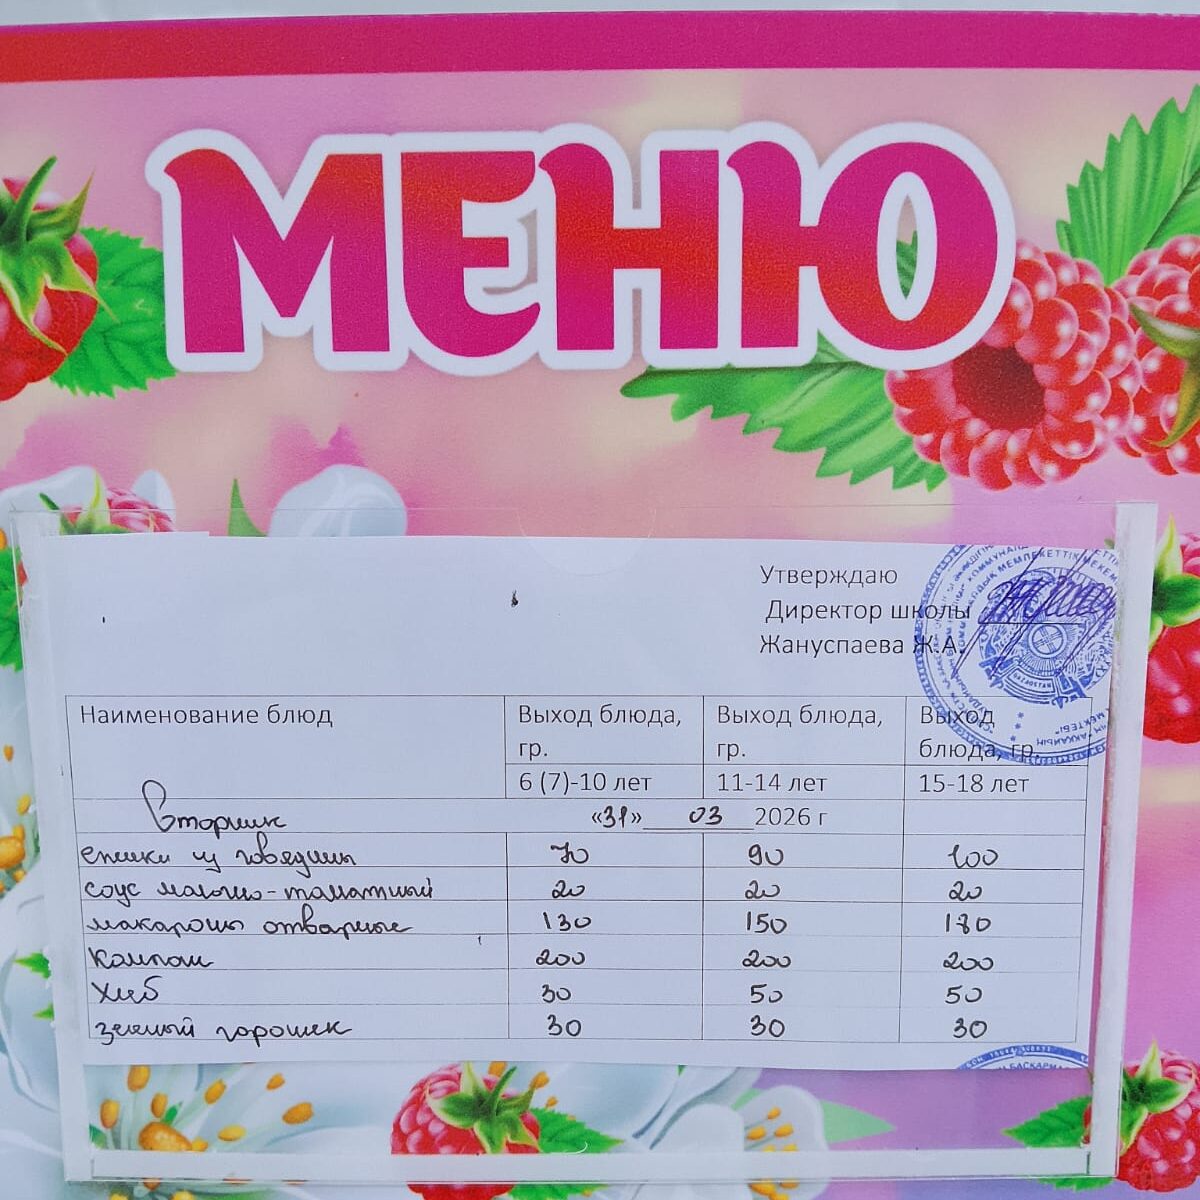 МЕНЮ
Утверждаю
Директор школы
Жануспаева Ж.А.
Наименование блюд Выход блюда, гр. Выход блюда, гр. Выход блюда, гр.
6 (7)-10 лет 11-14 лет 15-18 лет
Вторник «31» 03 2026 г
из говядины 70 90 100
соус молочно-томатный 20 20 20
макароны отварные 130 150 180
Компот 200 200 200
Хлеб 30 50 50
зеленый горошек 30 30 30